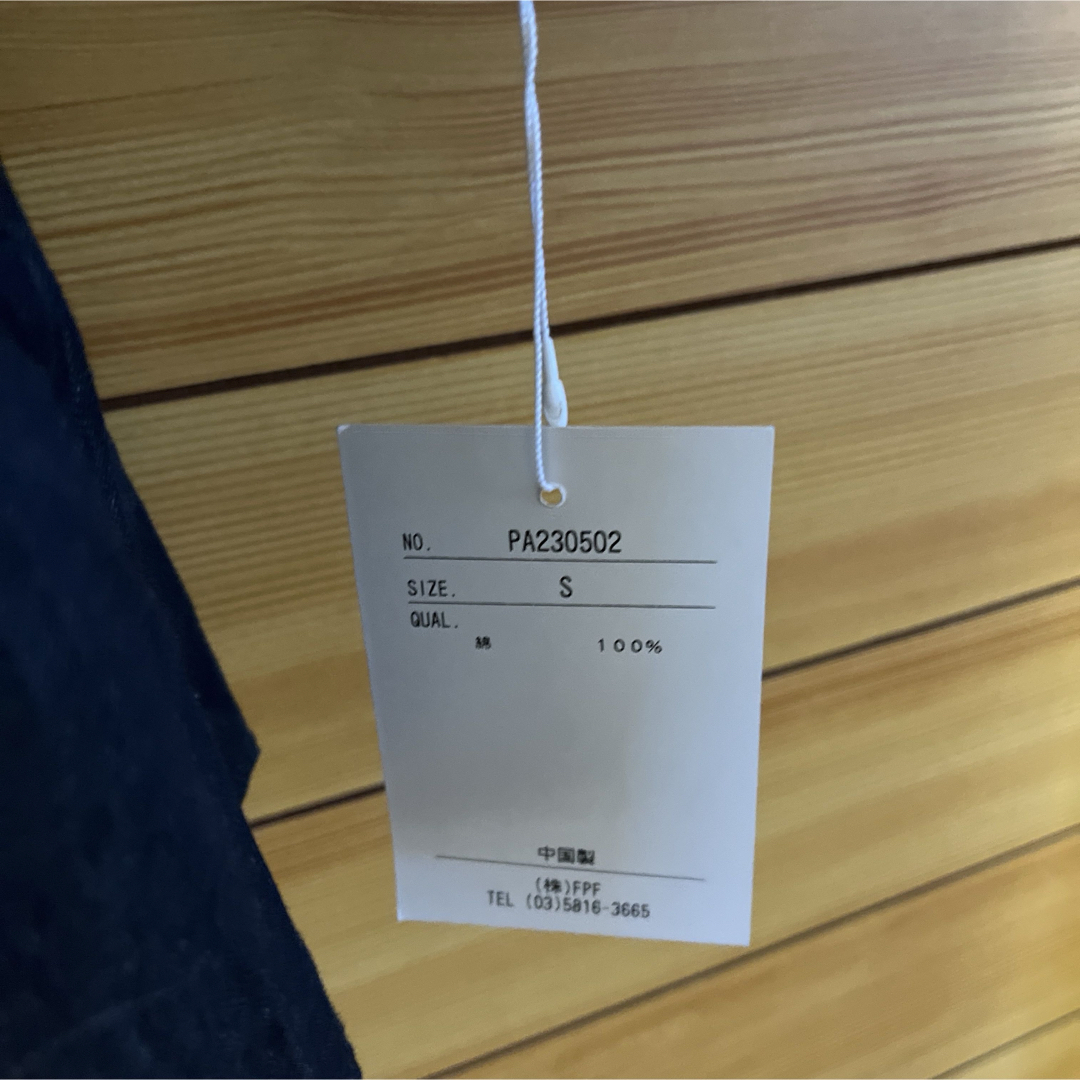 NO. PA230502
SIZE. S
QUAL.
綿 100%
中国製
(株)FPF
TEL (03)5816-3665